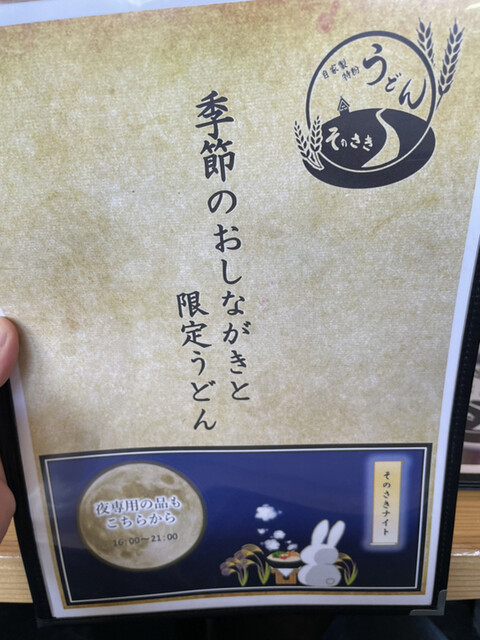 自家製
特粉
うどん
そのさき
季節のおしながきと
限定うどん
夜専用の品も
こちらから
16:00〜21:00
そのさきナイト